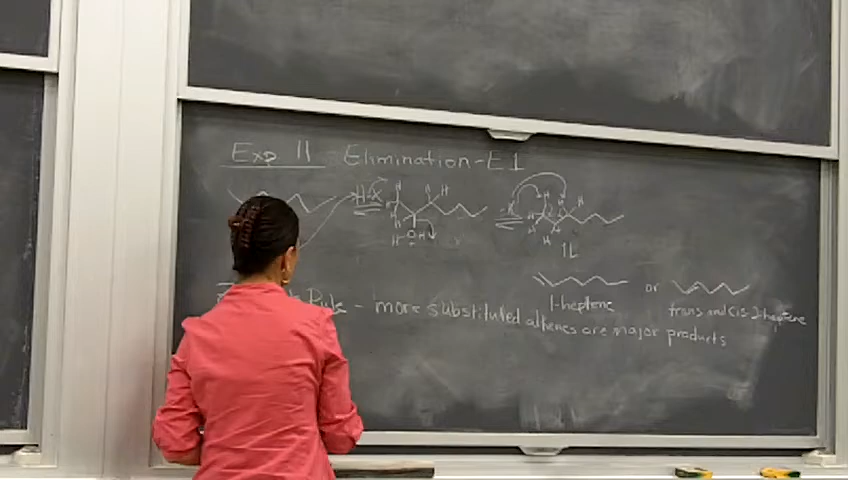 Exp 11 - Elimination-E1
H-X
1-heptene or trans and cis-2-heptene
Rule - more substituted alkenes are major products